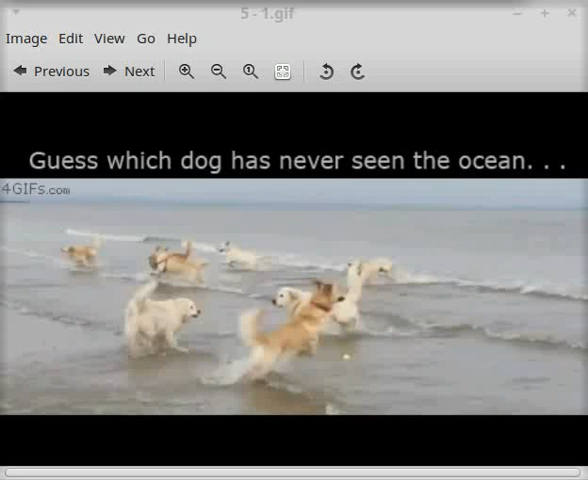 5 - 1.gif
Image Edit View Go Help
Previous Next
Guess which dog has never seen the ocean. . .
4GIFs.com